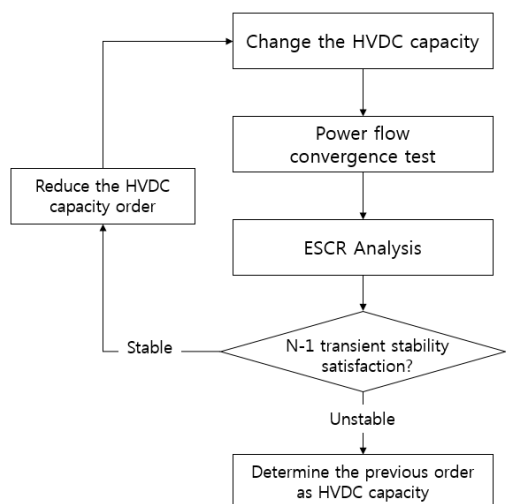 Change the HVDC capacity
Power flow
convergence test
Reduce the HVDC
capacity order
ESCR Analysis
N-1 transient stability
satisfaction?
Stable
Unstable
Determine the previous order
as HVDC capacity